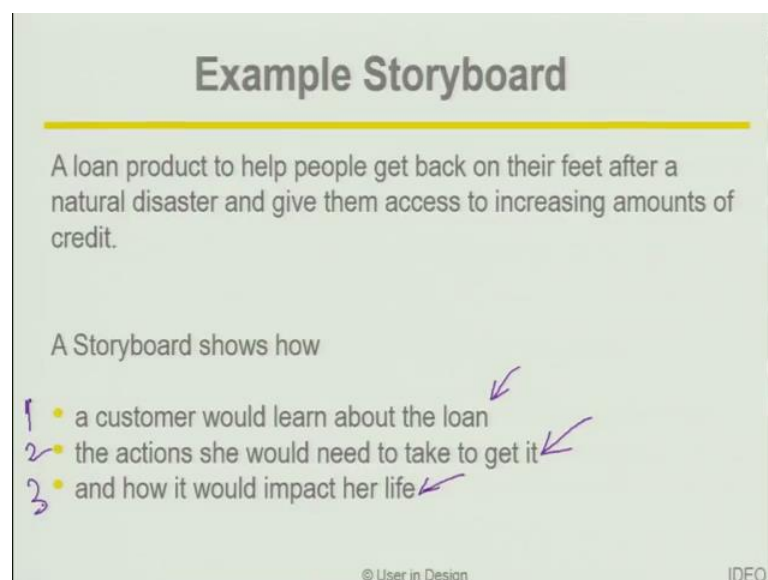 Example Storyboard
A loan product to help people get back on their feet after a
natural disaster and give them access to increasing amounts of
credit.
A Storyboard shows how
1 • a customer would learn about the loan
2 • the actions she would need to take to get it
3 • and how it would impact her life
© User in Design
IDEO